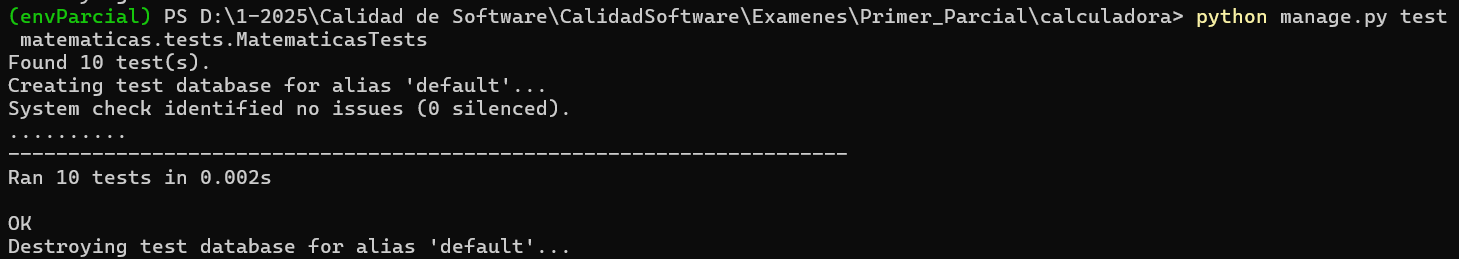 (envParcial) PS D:\1-2025\Calidad de Software\CalidadSoftware\Examenes\Primer_Parcial\calculadora> python manage.py test
 matematicas.tests.MatematicasTests
Found 10 test(s).
Creating test database for alias 'default'...
System check identified no issues (0 silenced).
..........
----------------------------------------------------------------------
Ran 10 tests in 0.002s

OK
Destroying test database for alias 'default'...